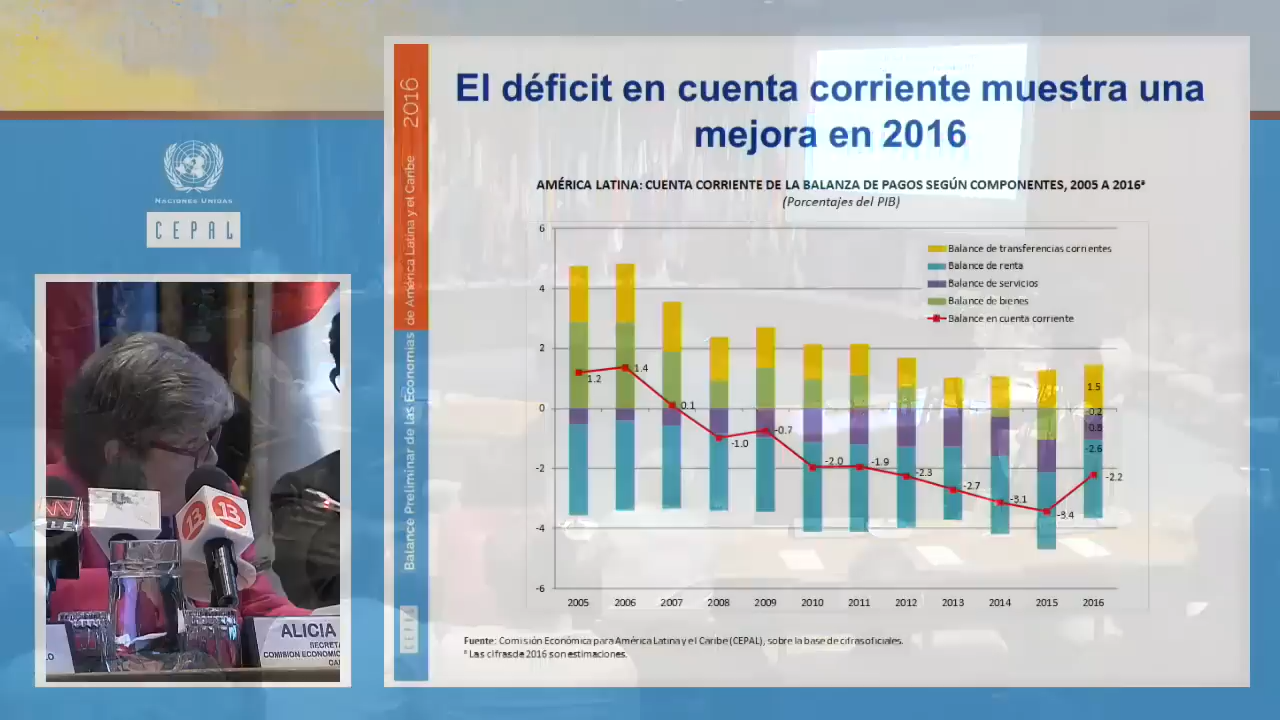 El déficit en cuenta corriente muestra una
mejora en 2016
AMÉRICA LATINA: CUENTA CORRIENTE DE LA BALANZA DE PAGOS SEGÚN COMPONENTES, 2005 A 2016ª
(Porcentajes del PIB)
Balance Preliminar de las Economías de América Latina y el Caribe 2016
CEPAL
NACIONES UNIDAS
CEPAL
6
4
2
0
-2
-4
-6
Balance de transferencias corrientes
Balance de renta
Balance de servicios
Balance de bienes
Balance en cuenta corriente
1.2
1.4
0.1
-1.0
-0.7
-2.0
-1.9
-2.3
-2.7
-3.1
-3.4
-2.2
1.5
-0.2
0.8
-2.6
2005 2006 2007 2008 2009 2010 2011 2012 2013 2014 2015 2016
Fuente: Comisión Económica para América Latina y el Caribe (CEPAL), sobre la base de cifras oficiales.
ª Las cifras de 2016 son estimaciones.
13
13
ALICIA
SECRETA
COMISION ECONOMIC
CA
LO